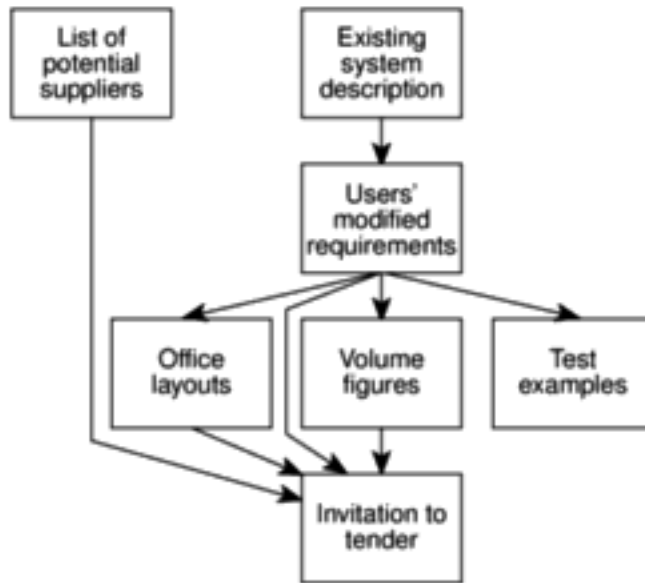 List of
potential
suppliers
Existing
system
description
Users'
modified
requirements
Office
layouts
Volume
figures
Test
examples
Invitation to
tender